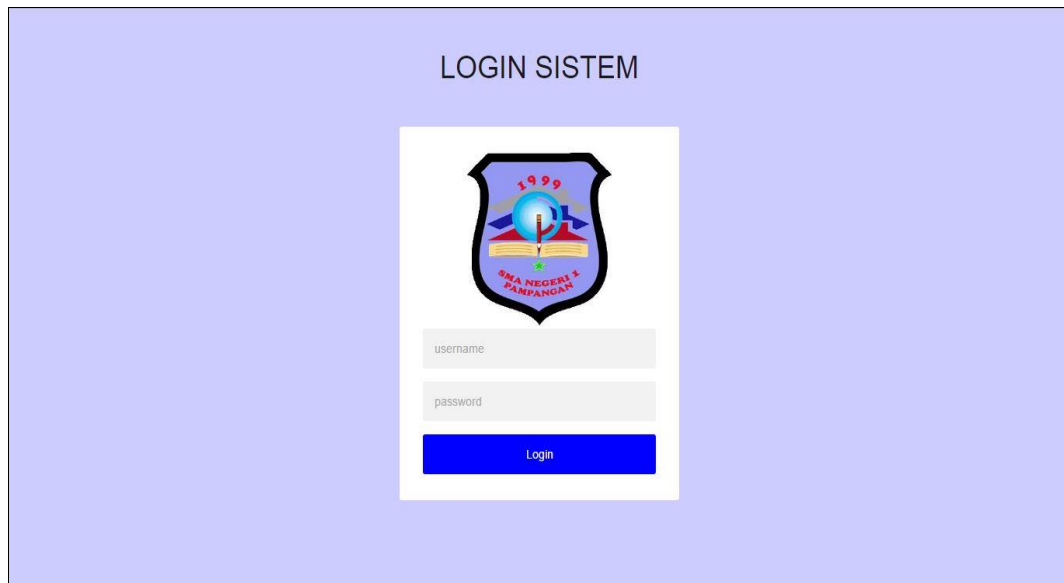 LOGIN SISTEM
1999
SMA NEGERI 1
PAMPANGAN
username
password
Login